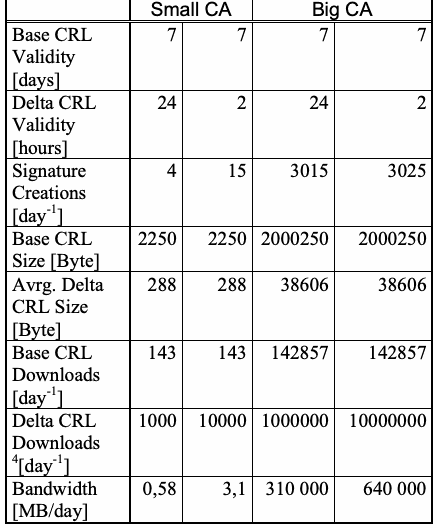 Small CA Big CA
Base CRL 7 7 7 7
Validity
[days]
Delta CRL 24 2 24 2
Validity
[hours]
Signature 4 15 3015 3025
Creations
[day⁻¹]
Base CRL 2250 2250 2000250 2000250
Size [Byte]
Avrg. Delta 288 288 38606 38606
CRL Size
[Byte]
Base CRL 143 143 142857 142857
Downloads
[day⁻¹]
Delta CRL 1000 10000 1000000 10000000
Downloads
⁴[day⁻¹]
Bandwidth 0,58 3,1 310 000 640 000
[MB/day]